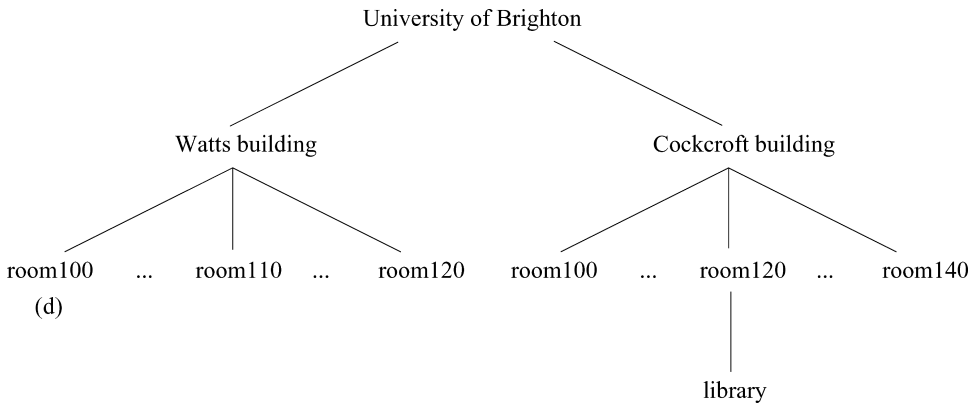 University of Brighton
Watts building Cockcroft building
room100 ... room110 ... room120 room100 ... room120 ... room140
(d)
library